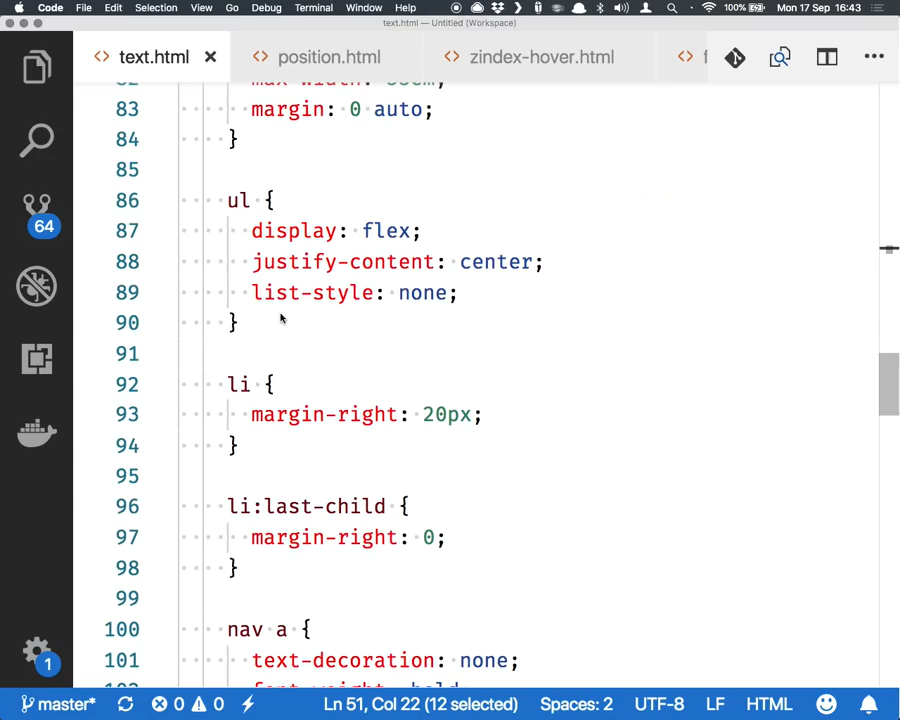 Code File Edit Selection View Go Debug Terminal Window Help 100% Mon 17 Sep 16:43
text.html — Untitled (Workspace)
text.html position.html zindex-hover.html
83 margin: 0 auto;
84 }
85
86 ul {
87 display: flex;
88 justify-content: center;
89 list-style: none;
90 }
91
92 li {
93 margin-right: 20px;
94 }
95
96 li:last-child {
97 margin-right: 0;
98 }
99
100 nav a {
101 text-decoration: none;
64
1
master* 0 0 Ln 51, Col 22 (12 selected) Spaces: 2 UTF-8 LF HTML